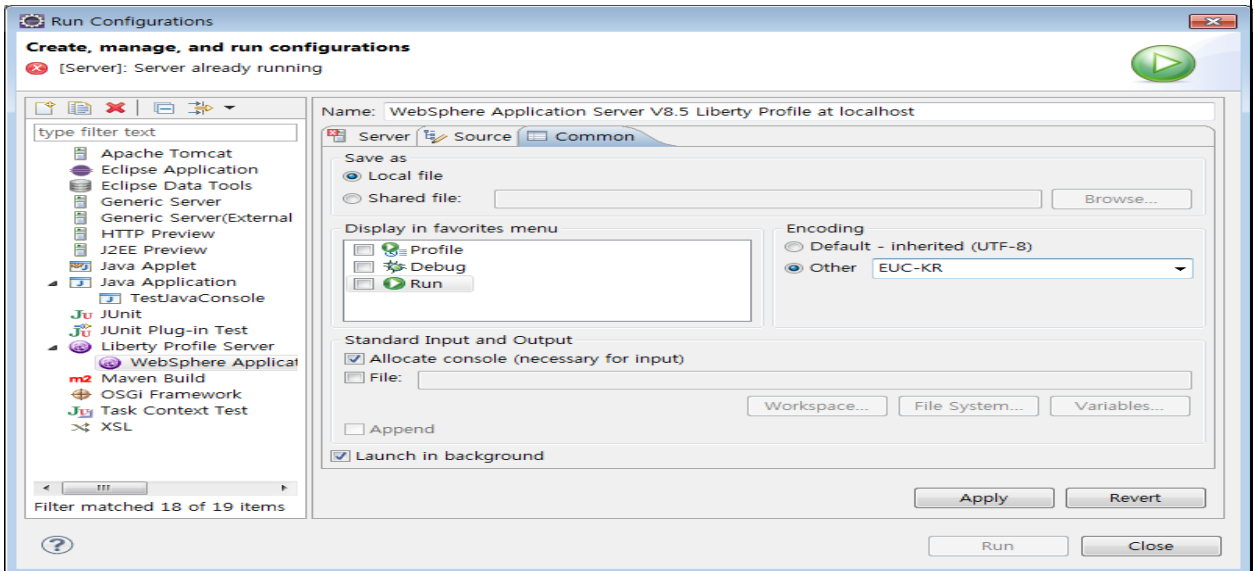 Run Configurations
Create, manage, and run configurations
[Server]: Server already running
type filter text
Apache Tomcat
Eclipse Application
Eclipse Data Tools
Generic Server
Generic Server(External
HTTP Preview
J2EE Preview
Java Applet
Java Application
TestJavaConsole
JUnit
JUnit Plug-in Test
Liberty Profile Server
WebSphere Applicat
Maven Build
OSGi Framework
Task Context Test
XSL
Filter matched 18 of 19 items
Name: WebSphere Application Server V8.5 Liberty Profile at localhost
Server Source Common
Save as
Local file
Shared file: Browse...
Display in favorites menu
Profile
Debug
Run
Encoding
Default - inherited (UTF-8)
Other EUC-KR
Standard Input and Output
Allocate console (necessary for input)
File:
Workspace... File System... Variables...
Append
Launch in background
Apply Revert
Run Close